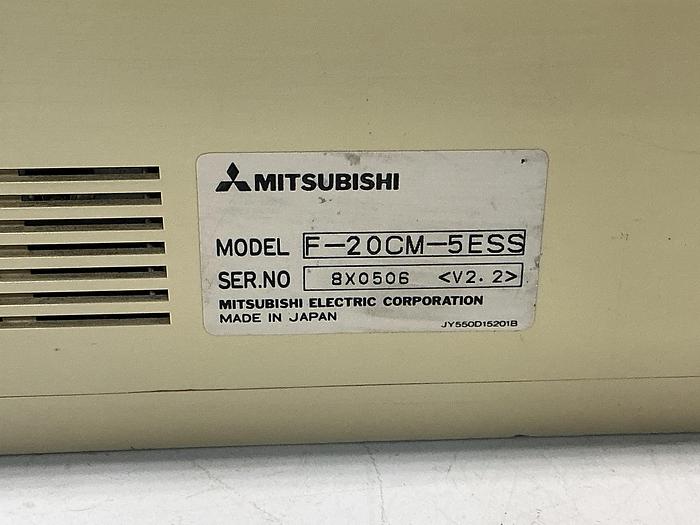 MITSUBISHI
MODEL F-20CM-5ESS
SER.NO 8X0506 <V2.2>
MITSUBISHI ELECTRIC CORPORATION
MADE IN JAPAN
JY550D15201B